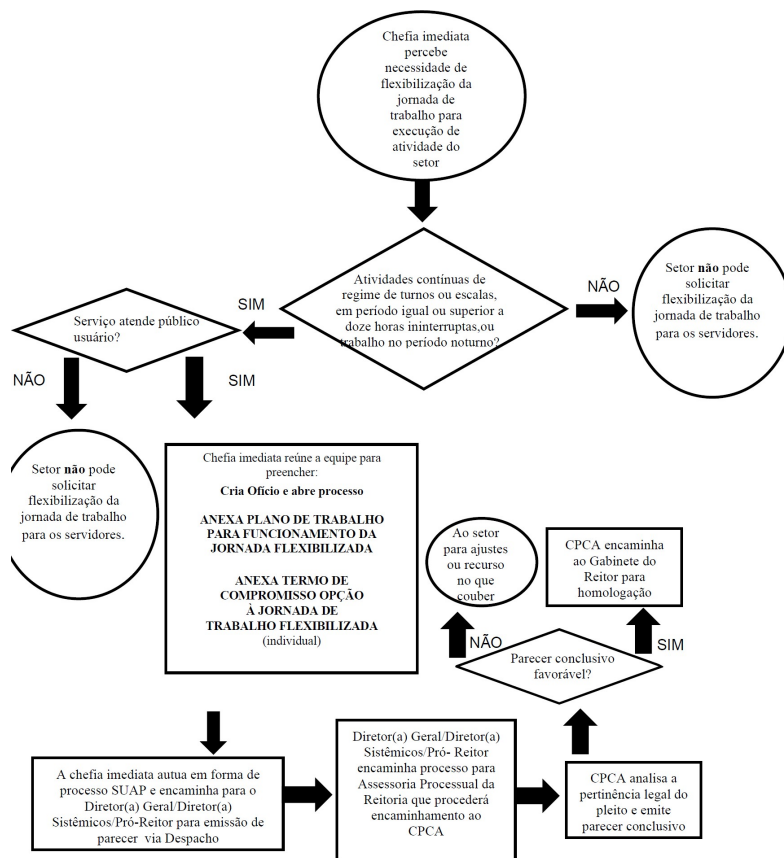 Chefia imediata
percebe
necessidade de
flexibilização da
jornada de
trabalho para
execução de
atividade do
setor
Atividades contínuas de
regime de turnos ou escalas,
em período igual ou superior a
doze horas ininterruptas,ou
trabalho no período noturno?
NÃO
Setor não pode
solicitar
flexibilização da
jornada de trabalho
para os servidores.
SIM
Serviço atende público
usuário?
NÃO
SIM
Setor não pode
solicitar
flexibilização da
jornada de trabalho
para os servidores.
Chefia imediata reúne a equipe para
preencher:
Cria Ofício e abre processo
ANEXA PLANO DE TRABALHO
PARA FUNCIONAMENTO DA
JORNADA FLEXIBILIZADA
ANEXA TERMO DE
COMPROMISSO OPÇÃO
À JORNADA DE
TRABALHO FLEXIBILIZADA
(individual)
A chefia imediata autua em forma de
processo SUAP e encaminha para o
Diretor(a) Geral/Diretor(a)
Sistêmicos/Pró-Reitor para emissão de
parecer via Despacho
Diretor(a) Geral/Diretor(a)
Sistêmicos/Pró- Reitor
encaminha processo para
Assessoria Processual da
Reitoria que procederá
encaminhamento ao
CPCA
CPCA analisa a
pertinência legal do
pleito e emite
parecer conclusivo
Parecer conclusivo
favorável?
NÃO
SIM
Ao setor
para ajustes
ou recurso
no que
couber
CPCA encaminha
ao Gabinete do
Reitor para
homologação